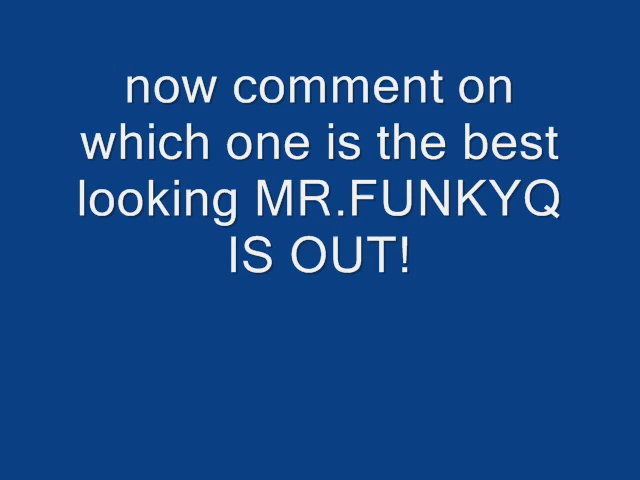 now comment on
which one is the best
looking MR.FUNKYQ
IS OUT!